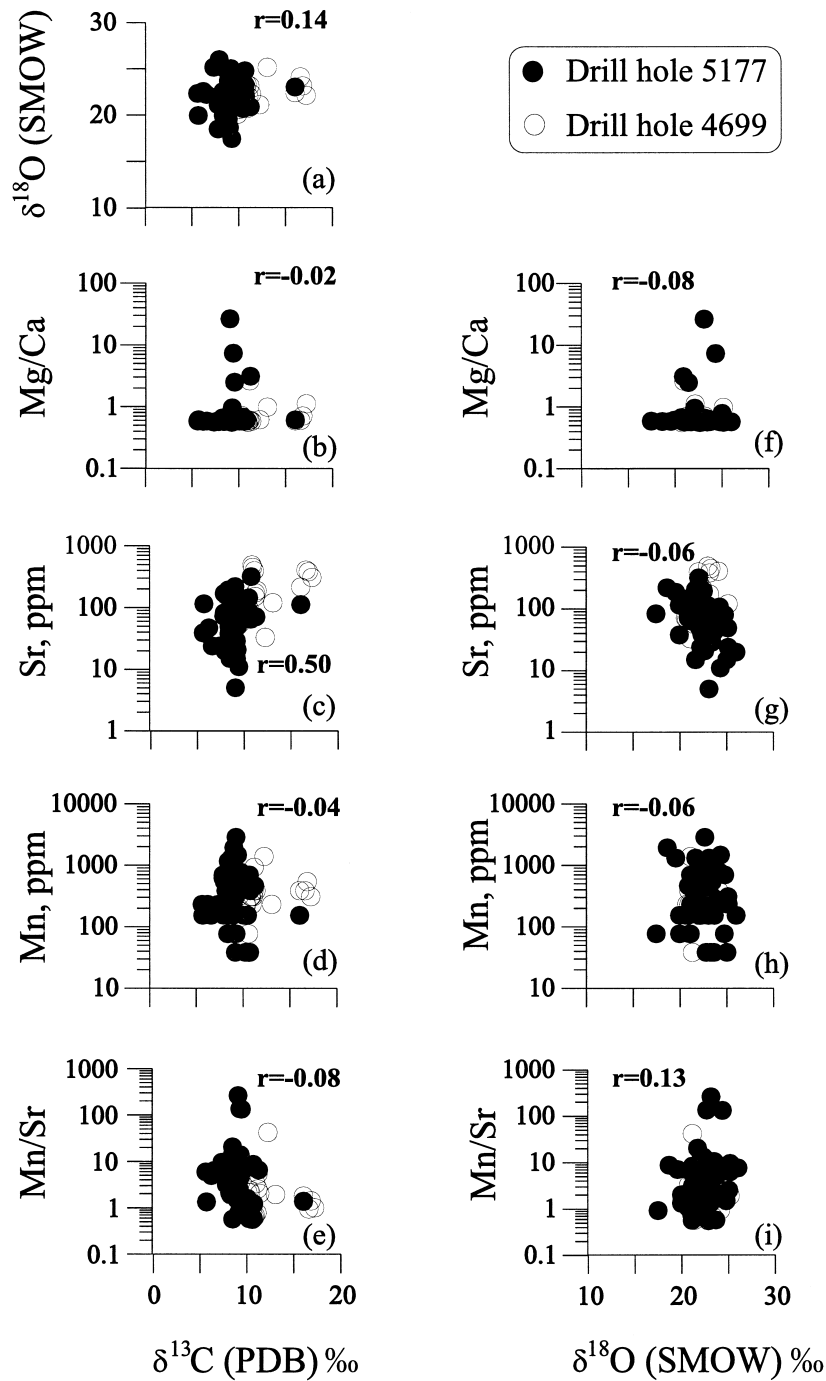 r=0.14
δ18O (SMOW)
30
20
10
(a)
Drill hole 5177
Drill hole 4699
r=-0.02
Mg/Ca
100
10
1
0.1
(b)
r=-0.08
Mg/Ca
100
10
1
0.1
(f)
Sr, ppm
1000
100
10
1
r=0.50
(c)
r=-0.06
Sr, ppm
1000
100
10
1
(g)
r=-0.04
Mn, ppm
10000
1000
100
10
(d)
r=-0.06
Mn, ppm
10000
1000
100
10
(h)
r=-0.08
Mn/Sr
1000
100
10
1
0.1
(e)
0 10 20
δ13C (PDB) ‰
r=0.13
Mn/Sr
1000
100
10
1
0.1
(i)
10 20 30
δ18O (SMOW) ‰